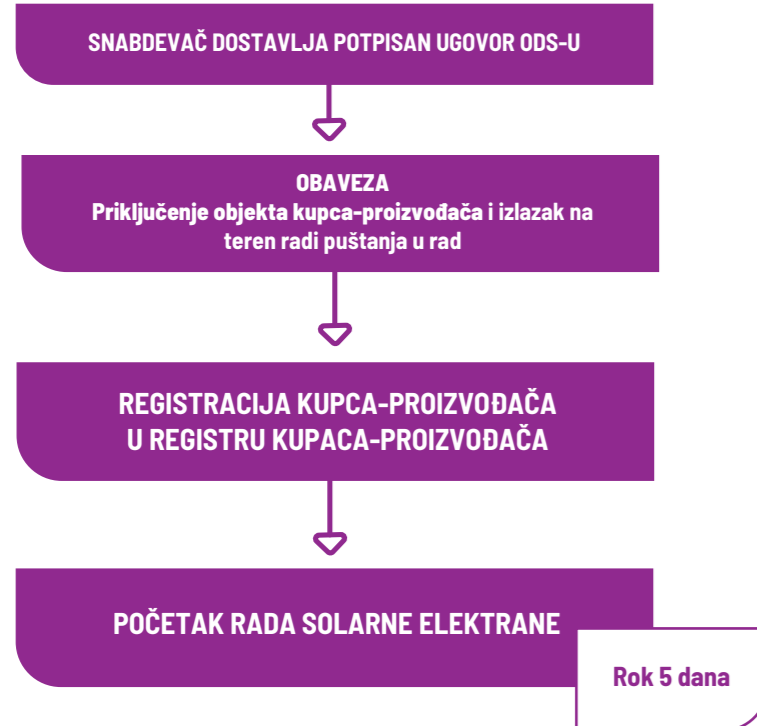 SNABDEVAČ DOSTAVLJA POTPISAN UGOVOR ODS-U
OBAVEZA
Priključenje objekta kupca-proizvođača i izlazak na
teren radi puštanja u rad
REGISTRACIJA KUPCA-PROIZVOĐAČA
U REGISTRU KUPACA-PROIZVOĐAČA
POČETAK RADA SOLARNE ELEKTRANE
Rok 5 dana